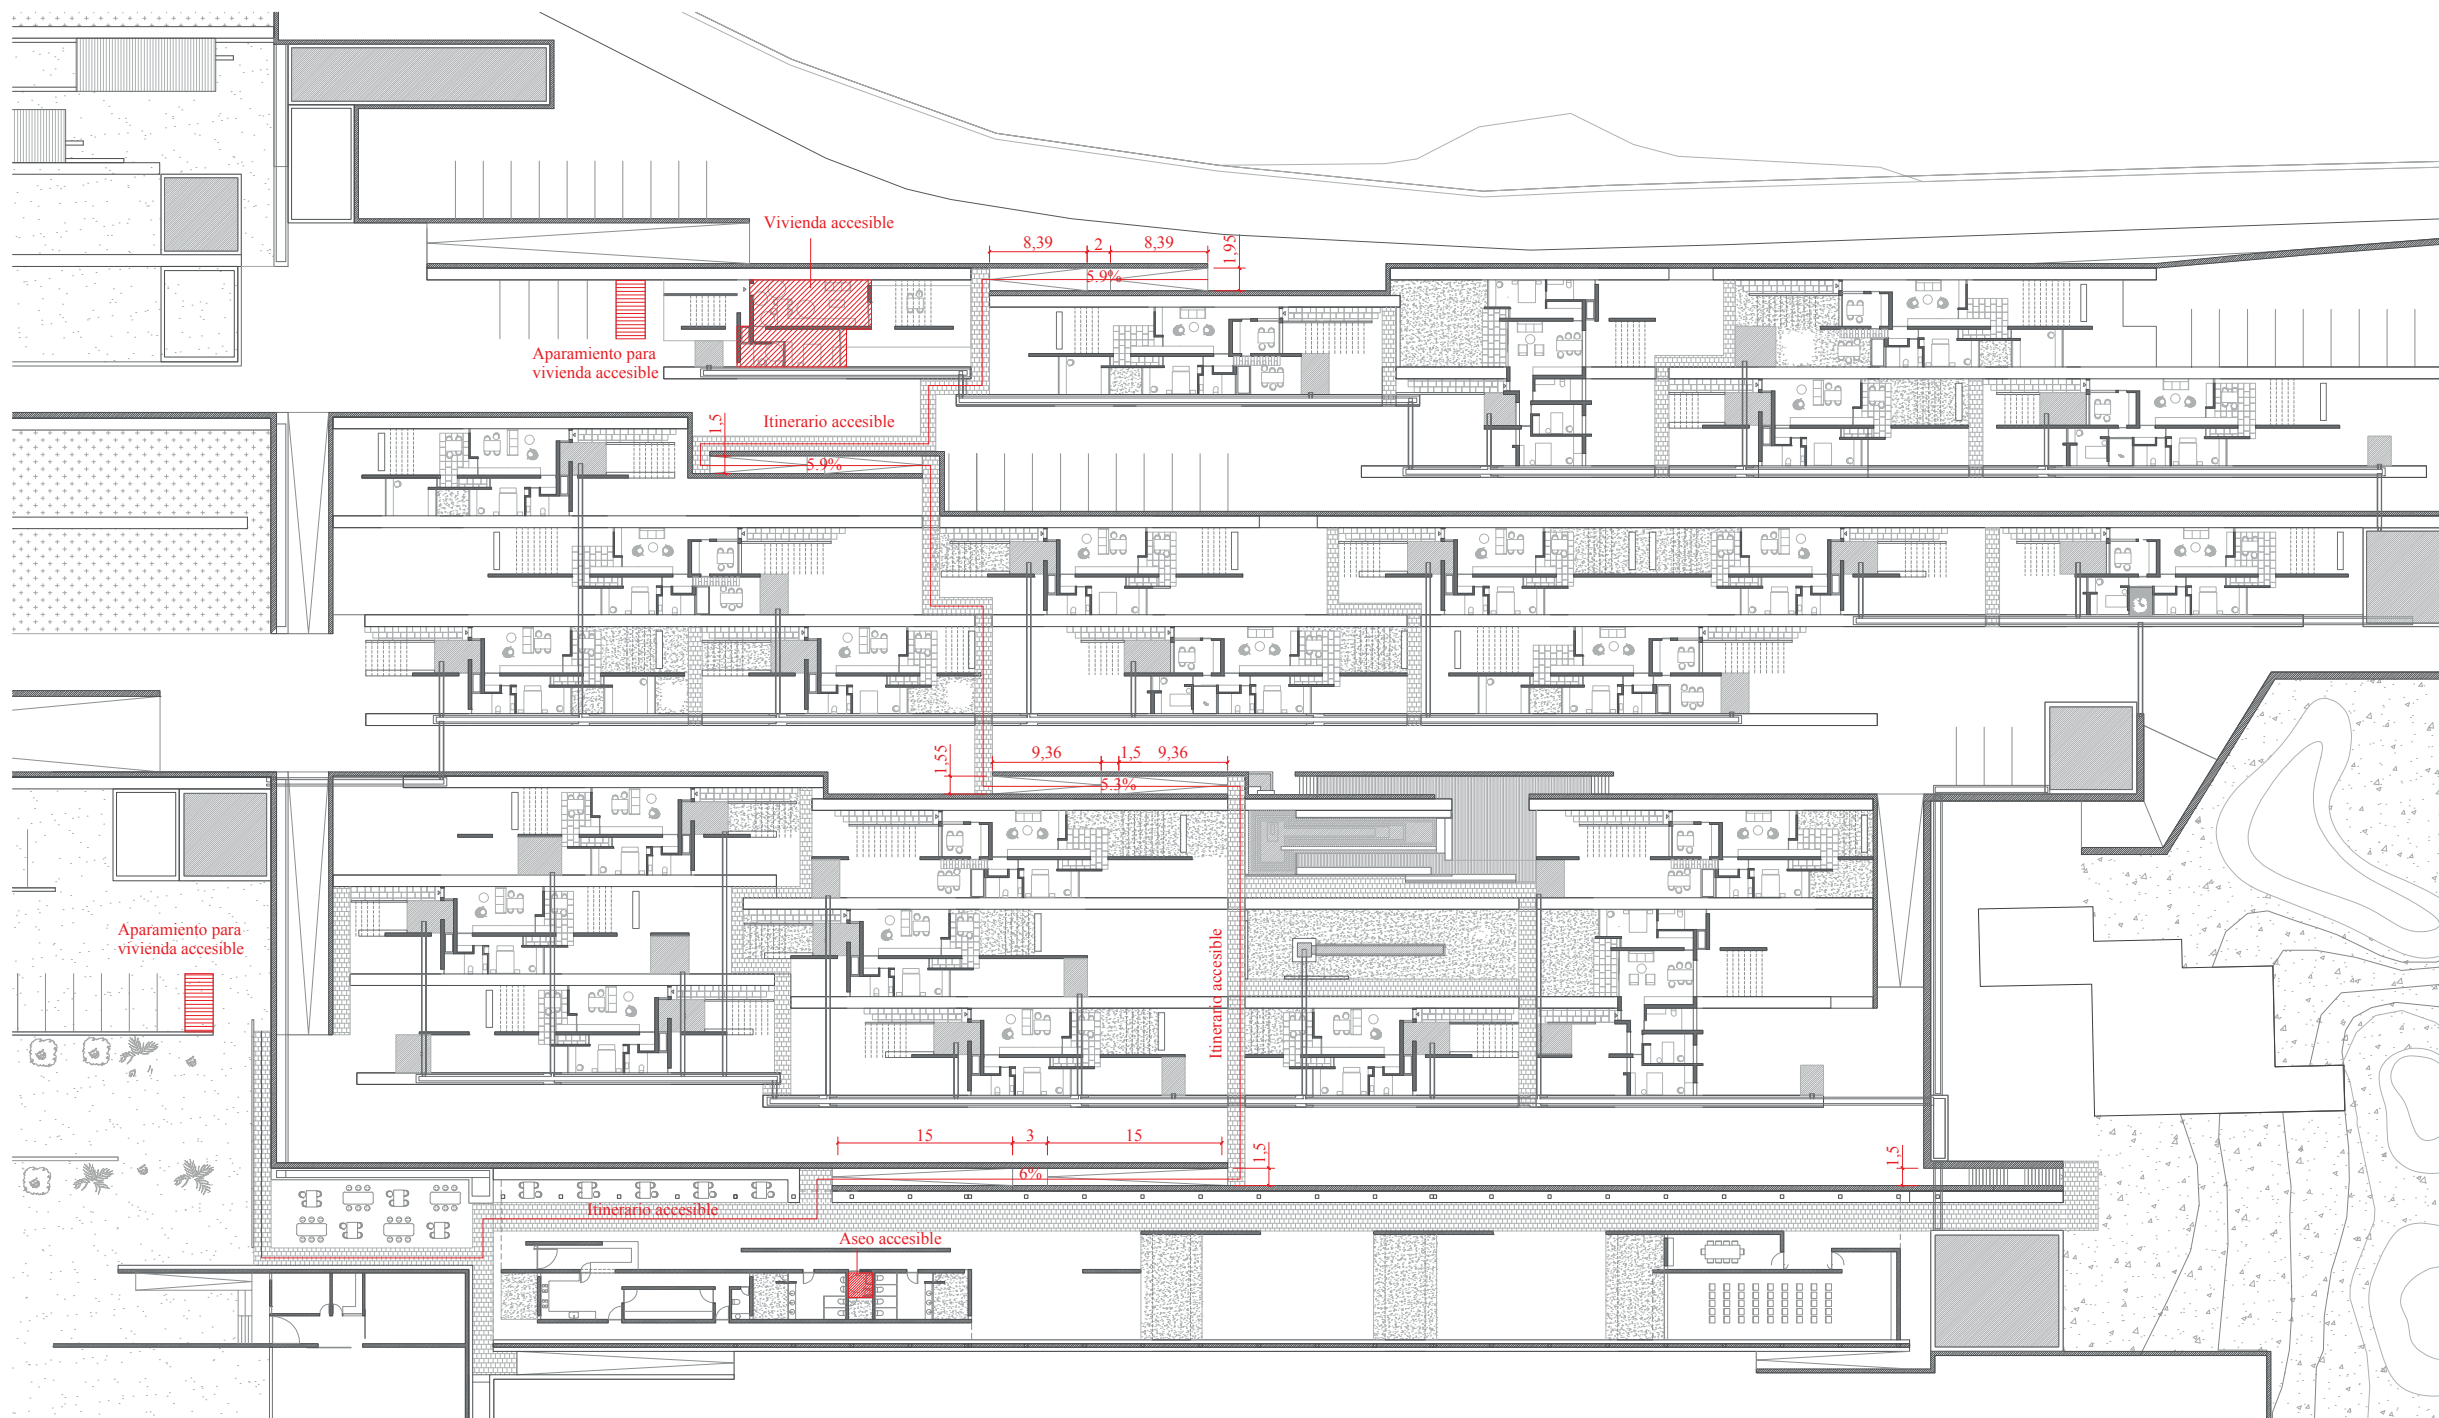 Vivienda accesible
8,39
2
8,39
1,95
5.9%
Aparamiento para
vivienda accesible
Itinerario accesible
1,5
5.9%
1,55
9,36
1,5
9,36
5.3%
Aparamiento para
vivienda accesible
Itinerario accesible
15
3
15
1,5
1,5
6%
Itinerario accesible
Aseo accesible